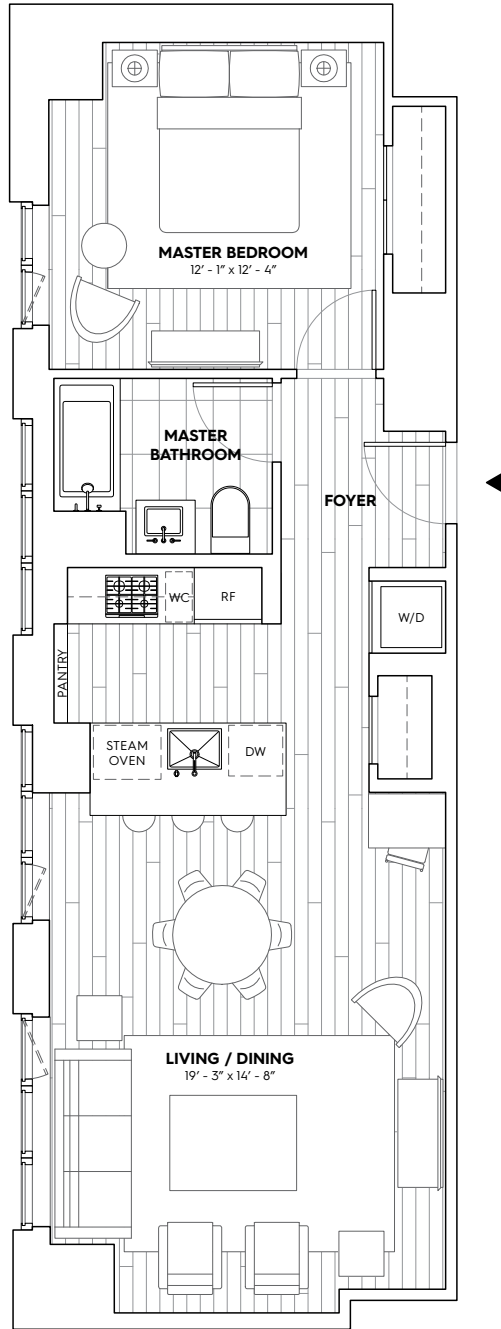 MASTER BEDROOM
12' - 1" x 12' - 4"
MASTER
BATHROOM
FOYER
WC
RF
W/D
PANTRY
STEAM
OVEN
DW
LIVING / DINING
19' - 3" x 14' - 8"